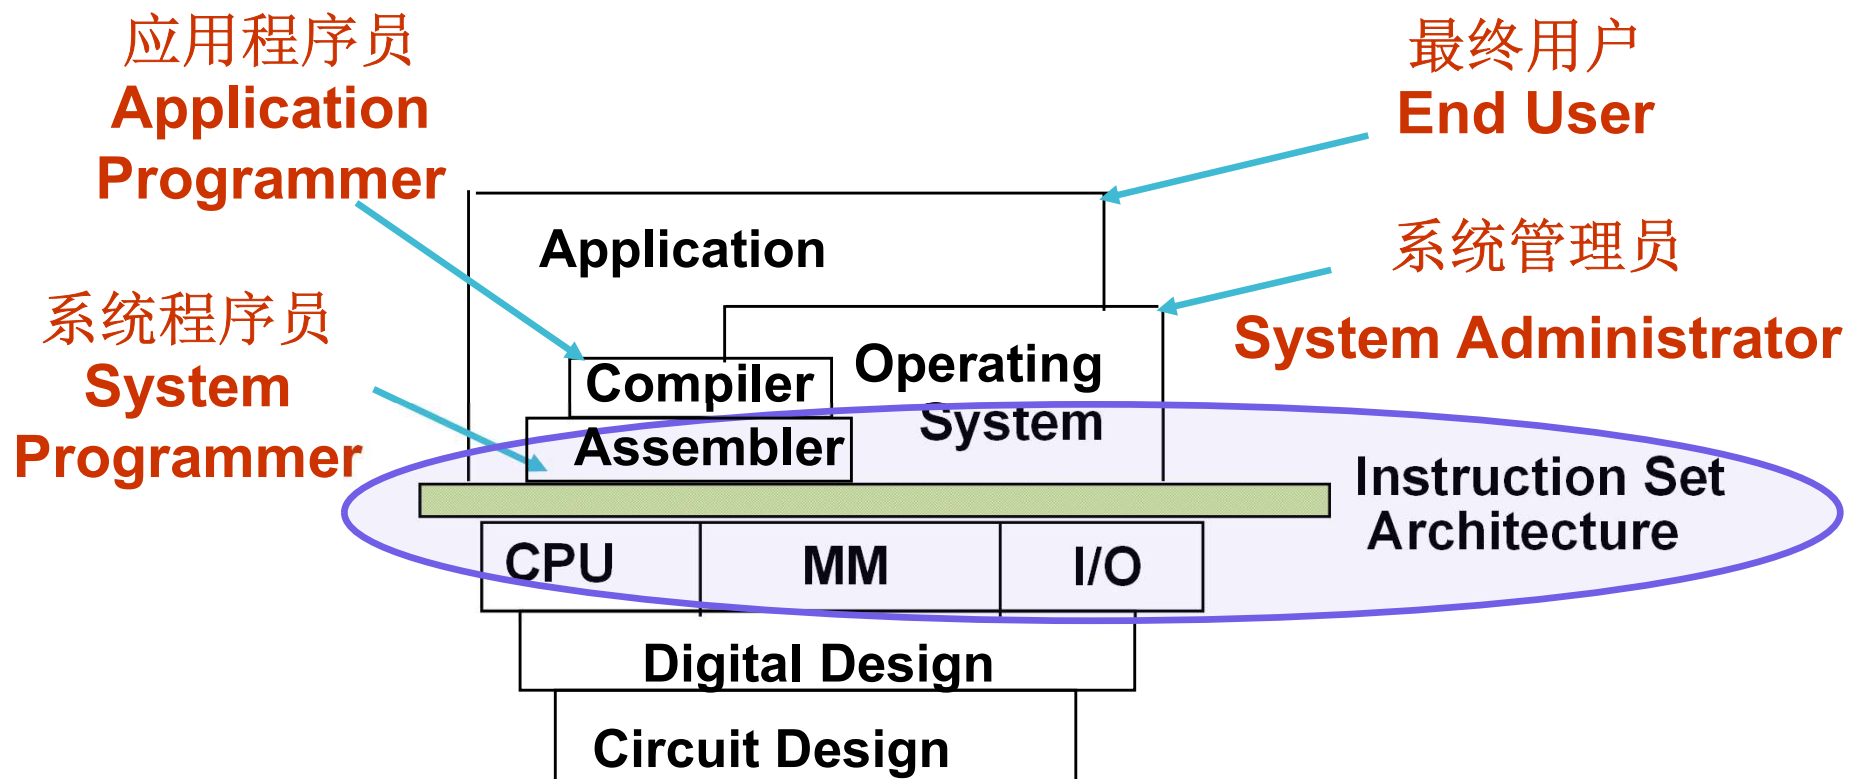 应用程序员
Application
Programmer
最终用户
End User
系统管理员
System Administrator
系统程序员
System
Programmer
Application
Operating
System
Compiler
Assembler
Instruction Set
Architecture
CPU
MM
I/O
Digital Design
Circuit Design